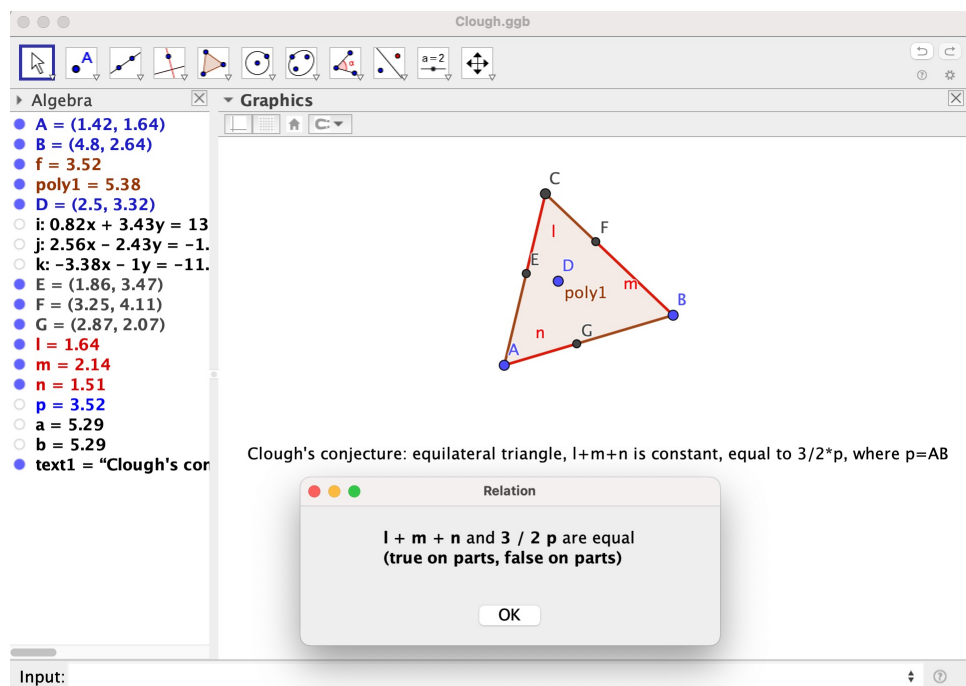 Clough.ggb
A
α
a=2
Algebra
Graphics
A = (1.42, 1.64)
B = (4.8, 2.64)
f = 3.52
poly1 = 5.38
D = (2.5, 3.32)
i: 0.82x + 3.43y = 13
j: 2.56x − 2.43y = −1.
k: −3.38x − 1y = −11.
E = (1.86, 3.47)
F = (3.25, 4.11)
G = (2.87, 2.07)
l = 1.64
m = 2.14
n = 1.51
p = 3.52
a = 5.29
b = 5.29
text1 = “Clough's con
C
l
F
E
D
m
poly1
B
n
G
A
Clough's conjecture: equilateral triangle, l+m+n is constant, equal to 3/2*p, where p=AB
Relation
l + m + n and 3 / 2 p are equal
(true on parts, false on parts)
OK
Input: